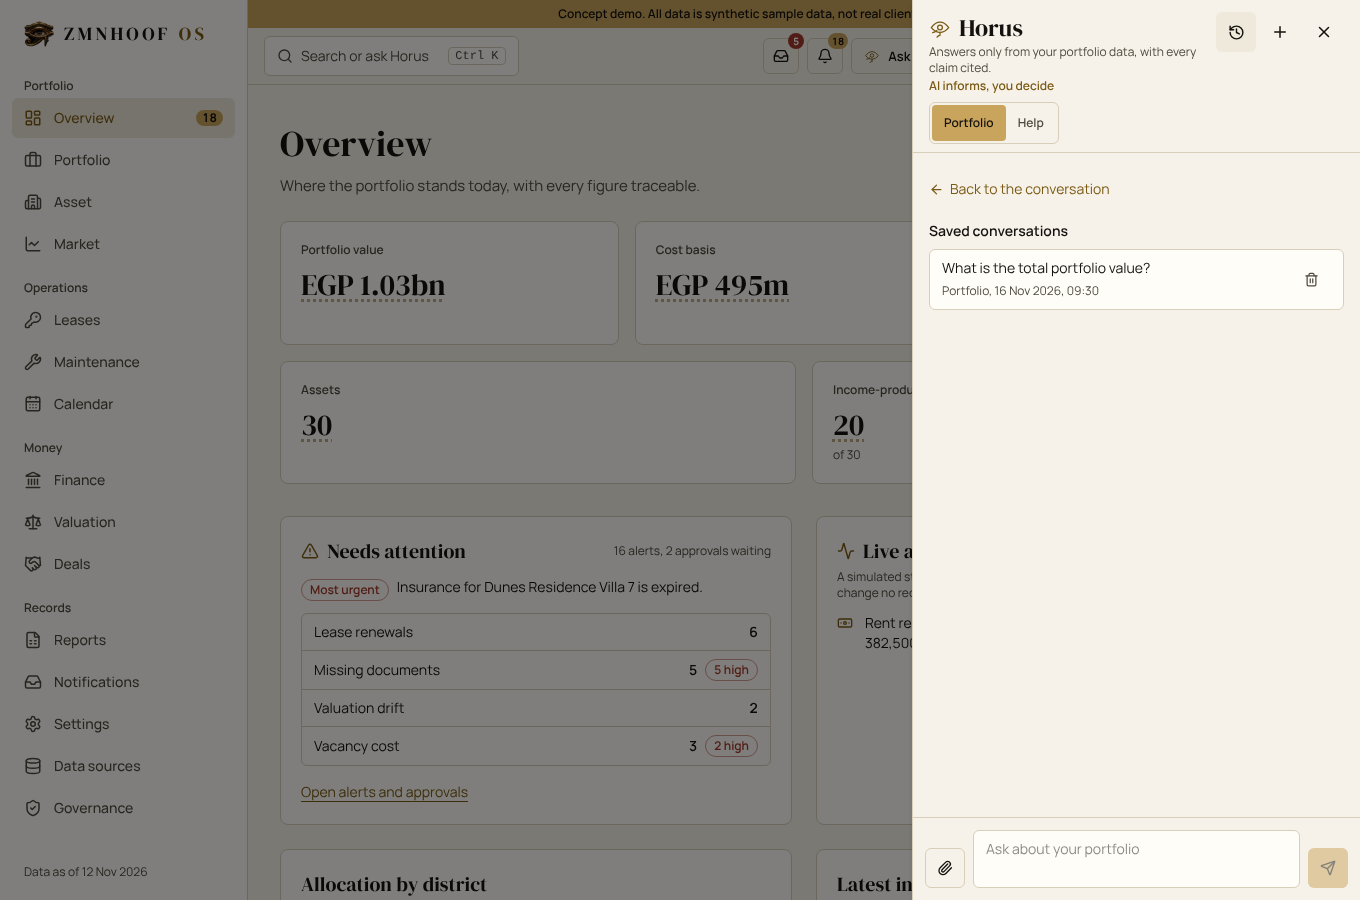 ZMNHOOF OS
Portfolio
Overview 18
Portfolio
Asset
Market
Operations
Leases
Maintenance
Calendar
Money
Finance
Valuation
Deals
Records
Reports
Notifications
Settings
Data sources
Governance
Data as of 12 Nov 2026
Concept demo. All data is synthetic sample data, not real clien
Search or ask Horus Ctrl K
5
18
Ask
Overview
Where the portfolio stands today, with every figure traceable.
Portfolio value
EGP 1.03bn
Cost basis
EGP 495m
Assets
30
Income-produ
20
of 30
Needs attention
16 alerts, 2 approvals waiting
Most urgent Insurance for Dunes Residence Villa 7 is expired.
Lease renewals 6
Missing documents 5 5 high
Valuation drift 2
Vacancy cost 3 2 high
Open alerts and approvals
Live a
A simulated st
change no rec
Rent re
382,500
Allocation by district
Latest in
Horus
Answers only from your portfolio data, with every
claim cited.
AI informs, you decide
Portfolio Help
Back to the conversation
Saved conversations
What is the total portfolio value?
Portfolio, 16 Nov 2026, 09:30
Ask about your portfolio